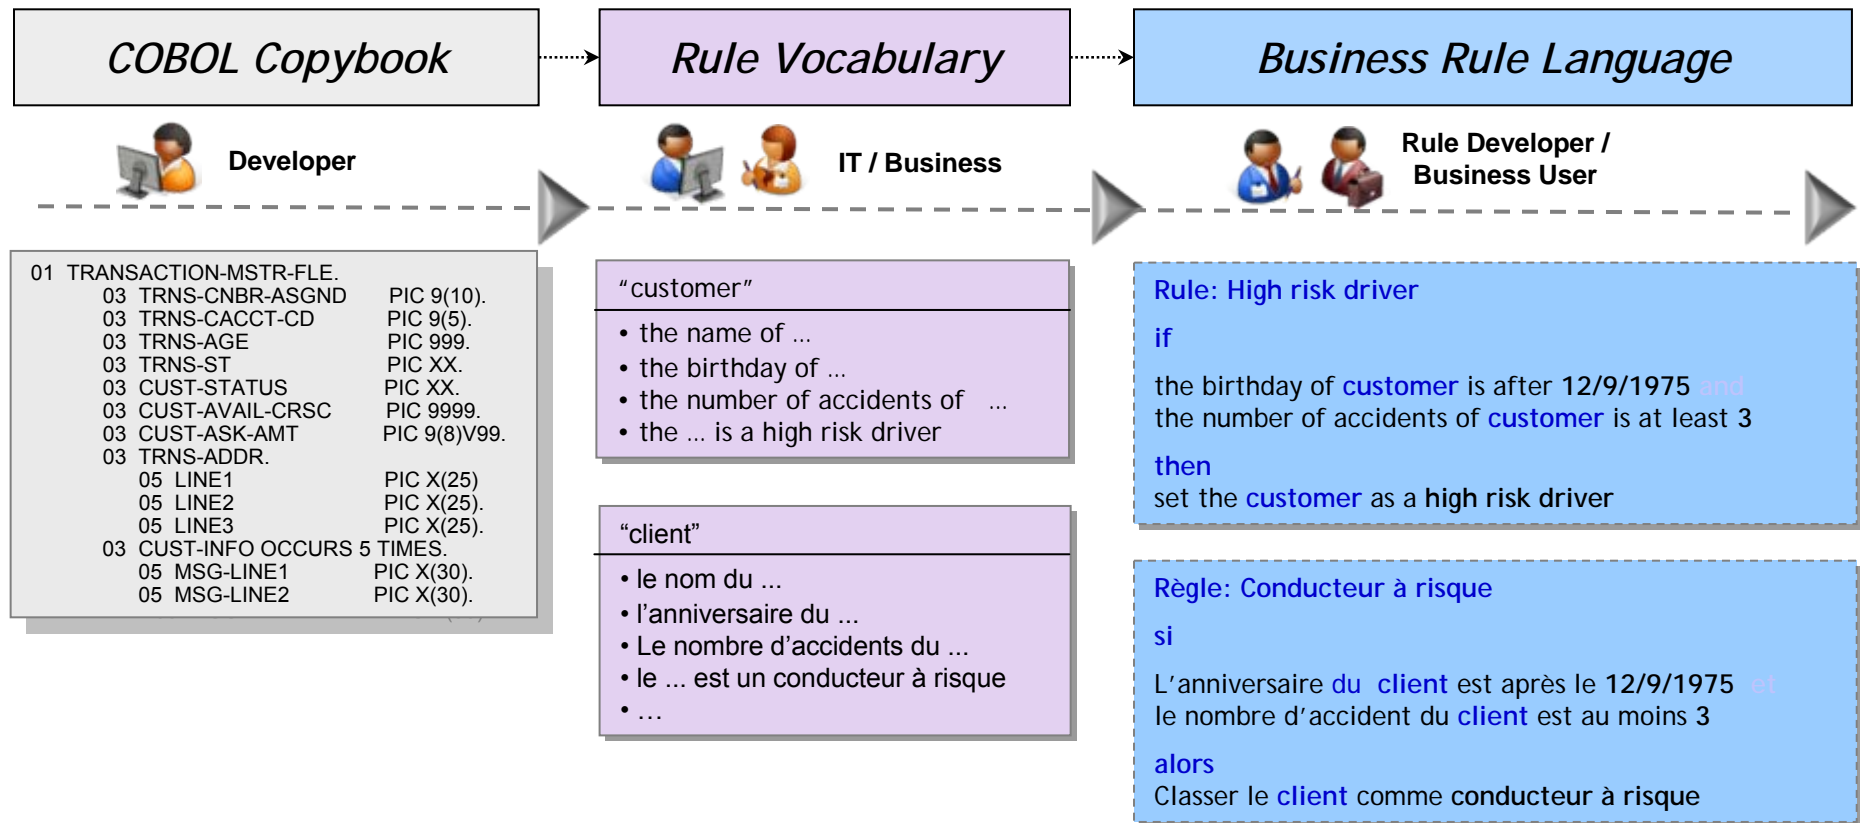 COBOL Copybook
Rule Vocabulary
Business Rule Language
Developer
IT / Business
Rule Developer /
Business User
01 TRANSACTION-MSTR-FLE.
03 TRNS-CNBR-ASGND PIC 9(10).
03 TRNS-CACCT-CD PIC 9(5).
03 TRNS-AGE PIC 999.
03 TRNS-ST PIC XX.
03 CUST-STATUS PIC XX.
03 CUST-AVAIL-CRSC PIC 9999.
03 CUST-ASK-AMT PIC 9(8)V99.
03 TRNS-ADDR.
05 LINE1 PIC X(25)
05 LINE2 PIC X(25).
05 LINE3 PIC X(25).
03 CUST-INFO OCCURS 5 TIMES.
05 MSG-LINE1 PIC X(30).
05 MSG-LINE2 PIC X(30).
“customer”
• the name of ...
• the birthday of ...
• the number of accidents of ...
• the ... is a high risk driver
“client”
• le nom du ...
• l’anniversaire du ...
• Le nombre d’accidents du ...
• le ... est un conducteur à risque
• ...
Rule: High risk driver
if
the birthday of customer is after 12/9/1975 and
the number of accidents of customer is at least 3
then
set the customer as a high risk driver
Règle: Conducteur à risque
si
L’anniversaire du client est après le 12/9/1975 et
le nombre d’accident du client est au moins 3
alors
Classer le client comme conducteur à risque